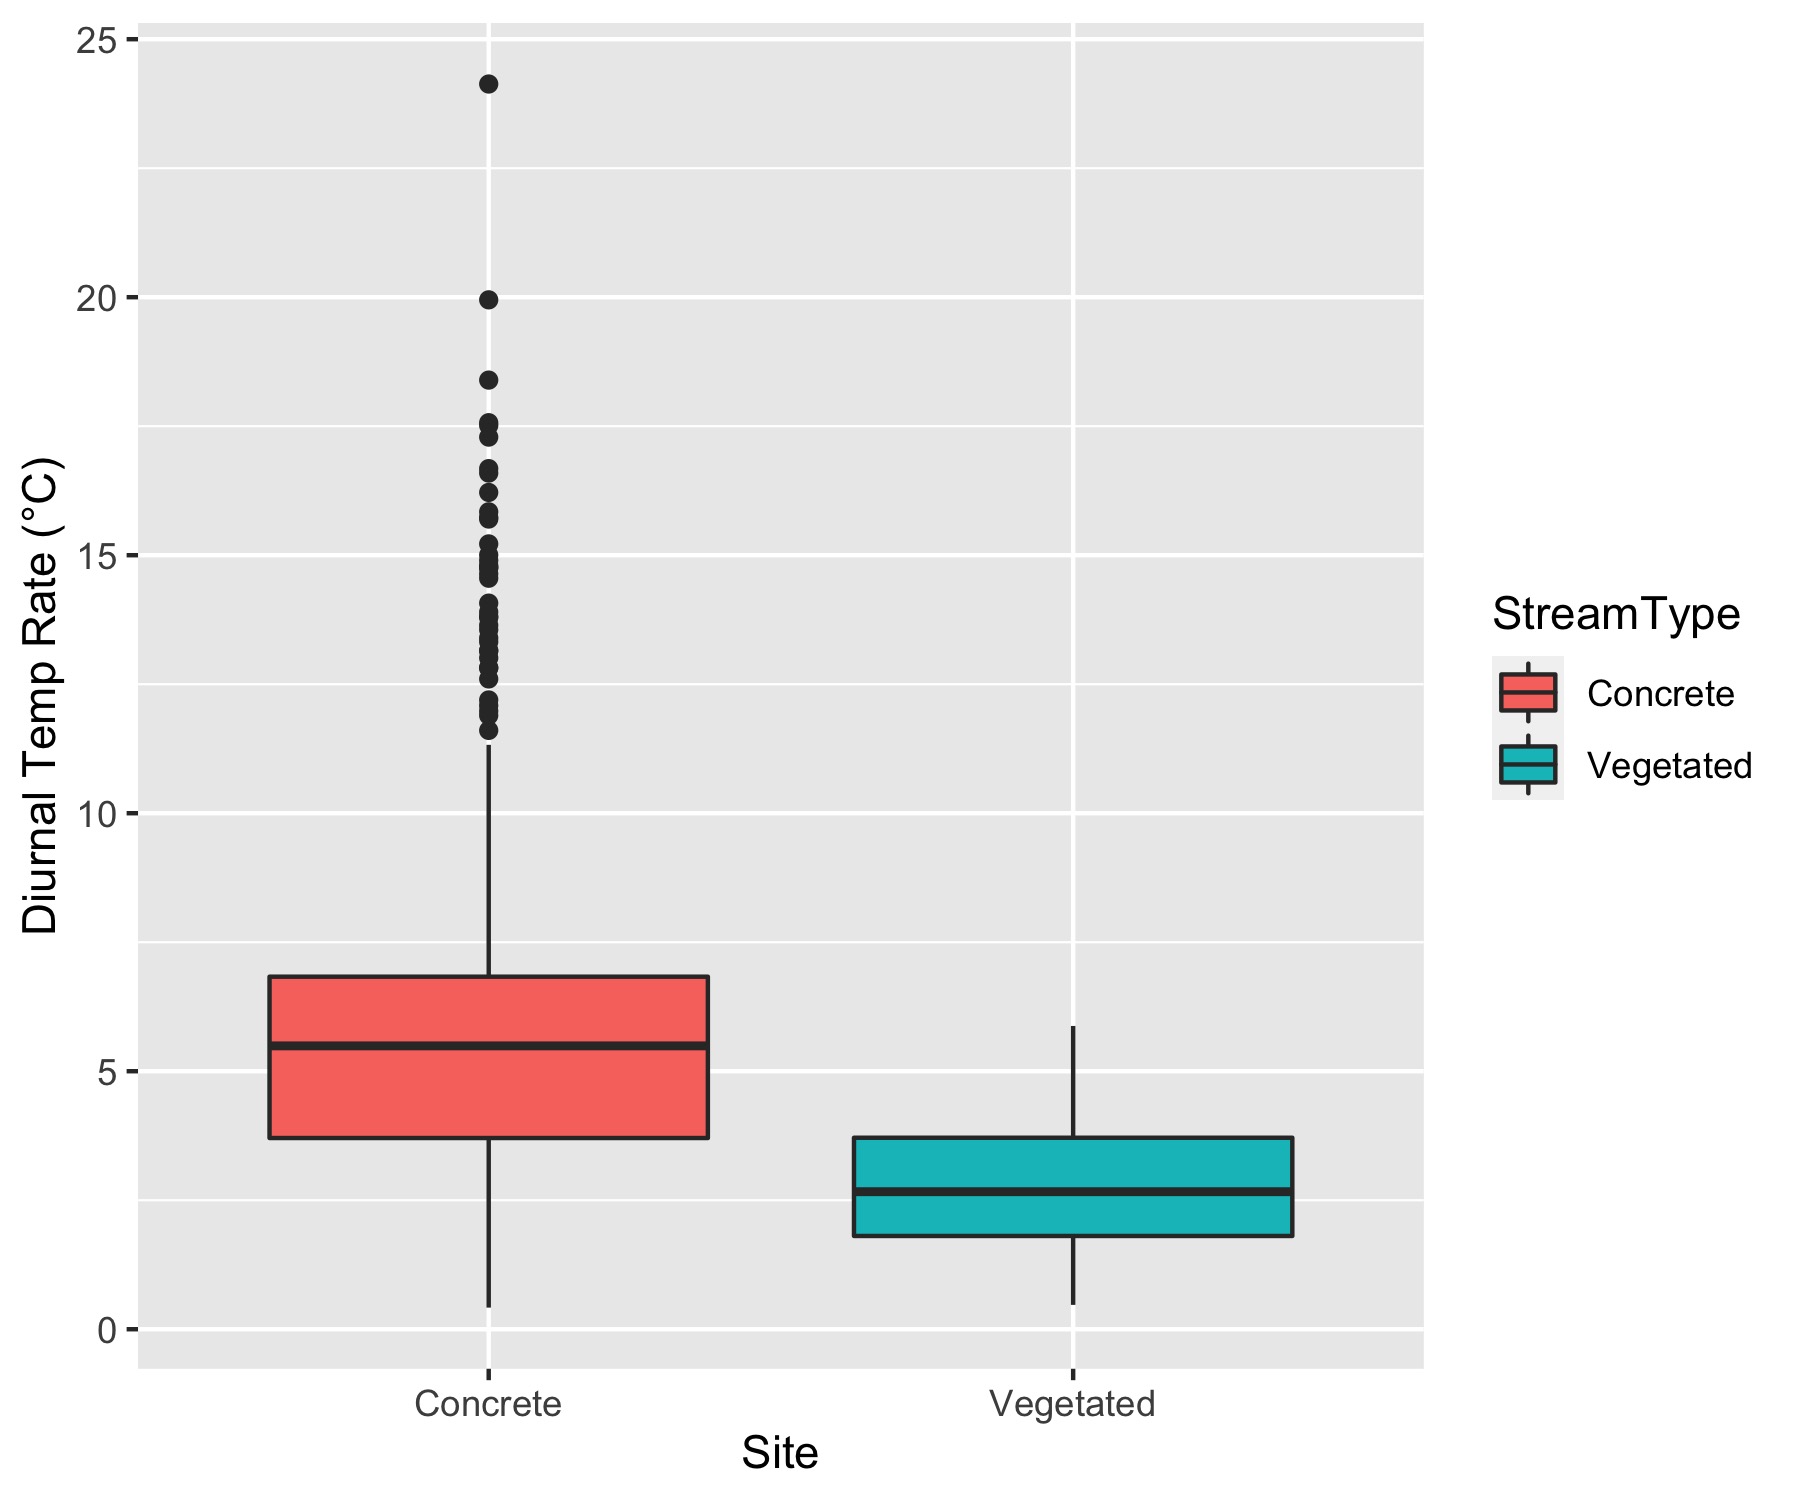 25
20
15
10
5
0
Diurnal Temp Rate (°C)
Concrete
Vegetated
Site
StreamType
Concrete
Vegetated